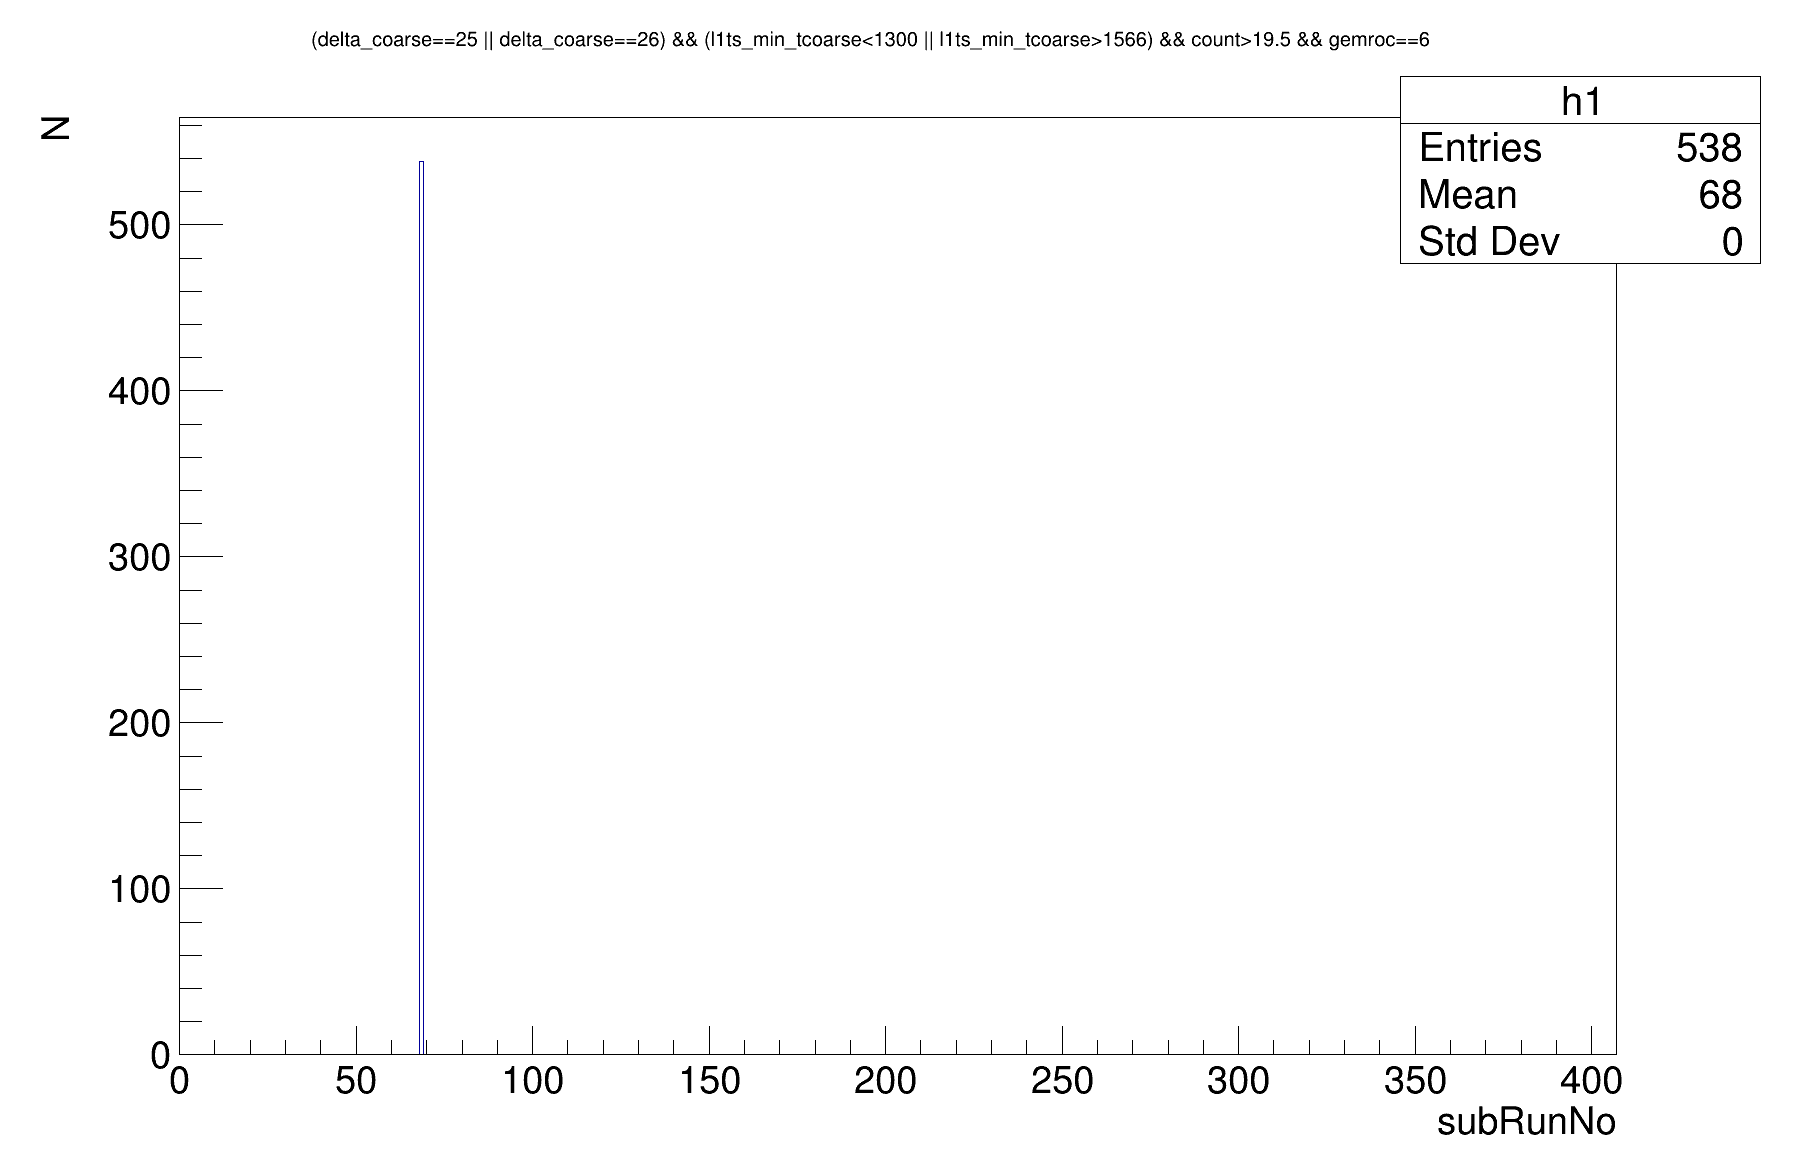 (delta_coarse==25 || delta_coarse==26) && (l1ts_min_tcoarse<1300 || l1ts_min_tcoarse>1566) && count>19.5 && gemroc==6
N
h1
Entries 538
Mean 68
Std Dev 0
500
400
300
200
100
0
0 50 100 150 200 250 300 350 400
subRunNo